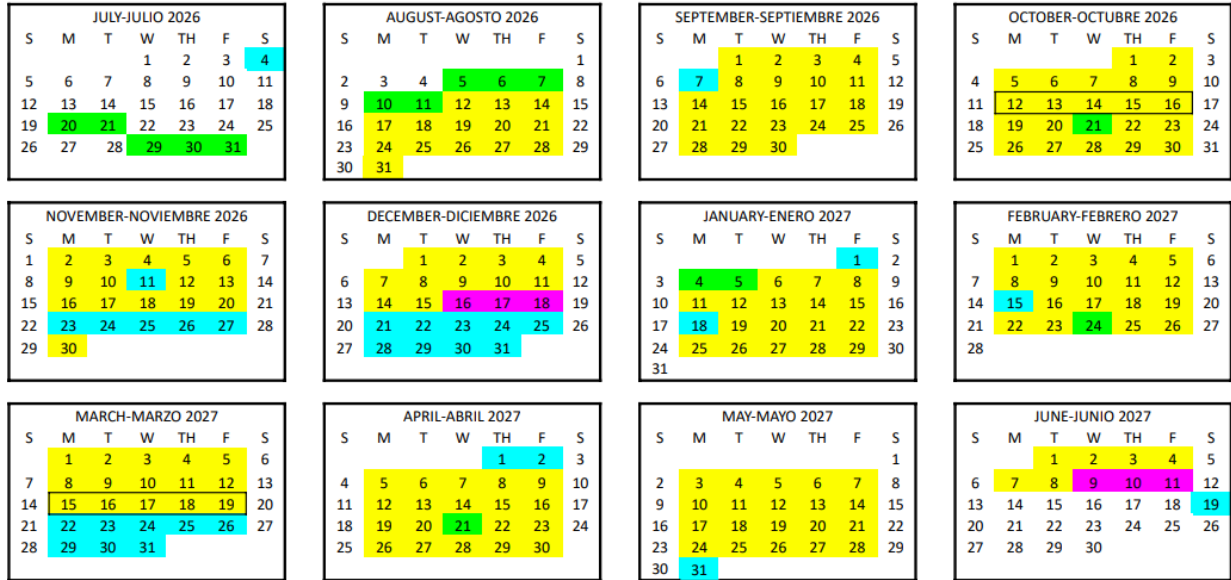 JULY-JULIO 2026
S M T W TH F S
1 2 3 4
5 6 7 8 9 10 11
12 13 14 15 16 17 18
19 20 21 22 23 24 25
26 27 28 29 30 31
AUGUST-AGOSTO 2026
S M T W TH F S
1
2 3 4 5 6 7 8
9 10 11 12 13 14 15
16 17 18 19 20 21 22
23 24 25 26 27 28 29
30 31
SEPTEMBER-SEPTIEMBRE 2026
S M T W TH F S
1 2 3 4 5
6 7 8 9 10 11 12
13 14 15 16 17 18 19
20 21 22 23 24 25 26
27 28 29 30
OCTOBER-OCTUBRE 2026
S M T W TH F S
1 2 3
4 5 6 7 8 9 10
11 12 13 14 15 16 17
18 19 20 21 22 23 24
25 26 27 28 29 30 31
NOVEMBER-NOVIEMBRE 2026
S M T W TH F S
1 2 3 4 5 6 7
8 9 10 11 12 13 14
15 16 17 18 19 20 21
22 23 24 25 26 27 28
29 30
DECEMBER-DICIEMBRE 2026
S M T W TH F S
1 2 3 4 5
6 7 8 9 10 11 12
13 14 15 16 17 18 19
20 21 22 23 24 25 26
27 28 29 30 31
JANUARY-ENERO 2027
S M T W TH F S
1 2
3 4 5 6 7 8 9
10 11 12 13 14 15 16
17 18 19 20 21 22 23
24 25 26 27 28 29 30
31
FEBRUARY-FEBRERO 2027
S M T W TH F S
1 2 3 4 5 6
7 8 9 10 11 12 13
14 15 16 17 18 19 20
21 22 23 24 25 26 27
28
MARCH-MARZO 2027
S M T W TH F S
1 2 3 4 5 6
7 8 9 10 11 12 13
14 15 16 17 18 19 20
21 22 23 24 25 26 27
28 29 30 31
APRIL-ABRIL 2027
S M T W TH F S
1 2 3
4 5 6 7 8 9 10
11 12 13 14 15 16 17
18 19 20 21 22 23 24
25 26 27 28 29 30
MAY-MAYO 2027
S M T W TH F S
1
2 3 4 5 6 7 8
9 10 11 12 13 14 15
16 17 18 19 20 21 22
23 24 25 26 27 28 29
30 31
JUNE-JUNIO 2027
S M T W TH F S
1 2 3 4 5
6 7 8 9 10 11 12
13 14 15 16 17 18 19
20 21 22 23 24 25 26
27 28 29 30